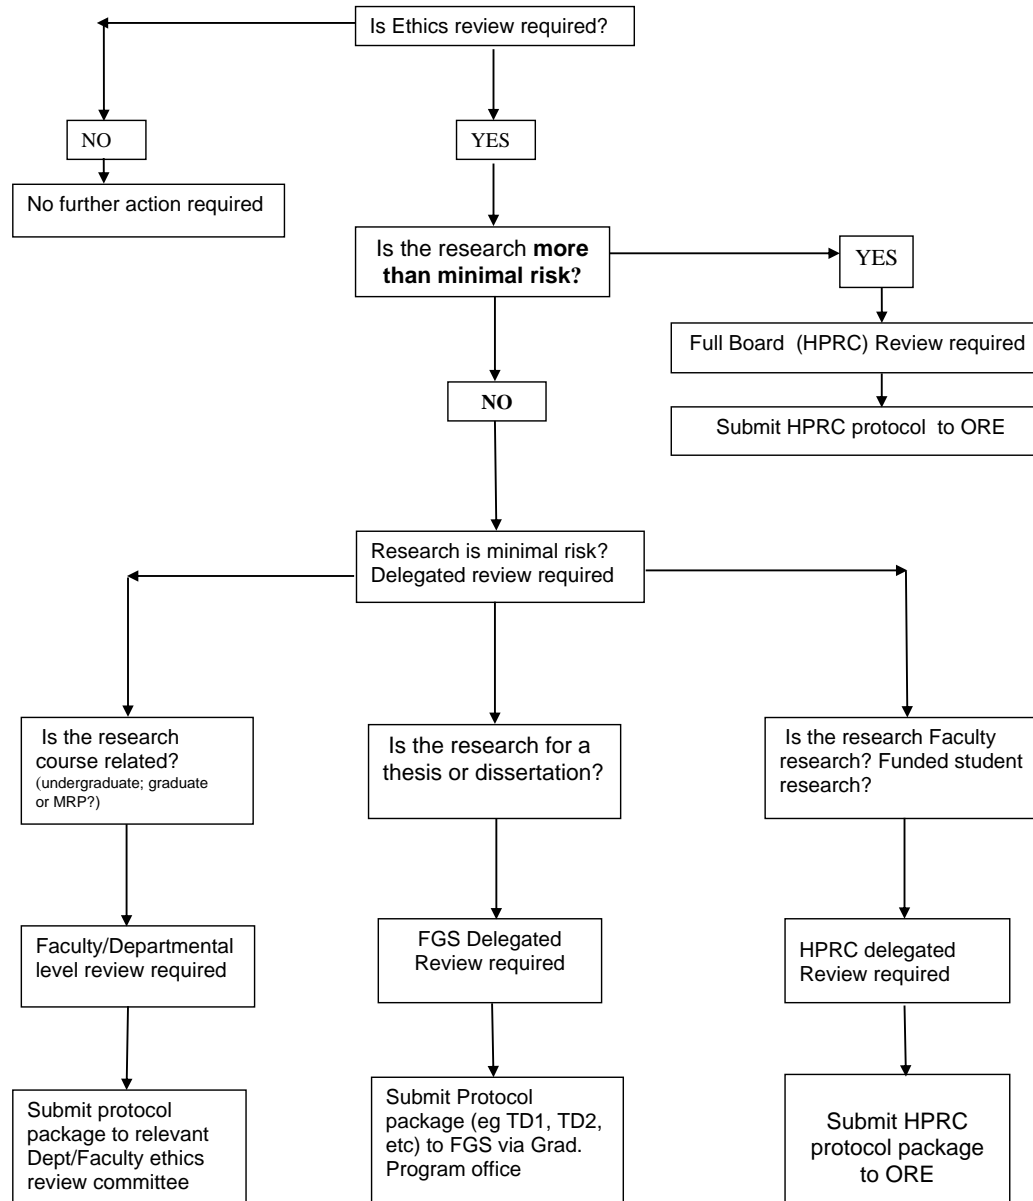 Is Ethics review required?
NO
YES
No further action required
Is the research more
than minimal risk?
YES
Full Board (HPRC) Review required
NO
Submit HPRC protocol to ORE
Research is minimal risk?
Delegated review required
Is the research
course related?
(undergraduate; graduate
or MRP?)
Is the research for a
thesis or dissertation?
Is the research Faculty
research? Funded student
research?
Faculty/Departmental
level review required
FGS Delegated
Review required
HPRC delegated
Review required
Submit protocol
package to relevant
Dept/Faculty ethics
review committee
Submit Protocol
package (eg TD1, TD2,
etc) to FGS via Grad.
Program office
Submit HPRC
protocol package
to ORE